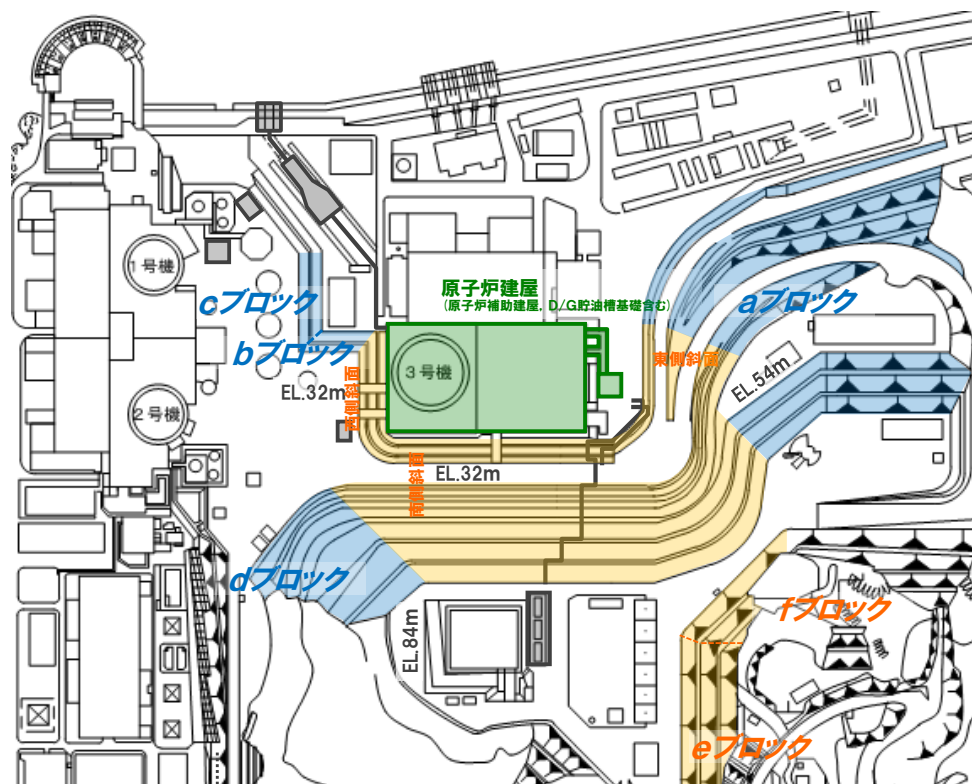 1号機
原子炉建屋
(原子炉補助建屋, D/G貯油槽基礎含む)
cブロック
aブロック
bブロック
東側斜面
3号機
EL.32m
西側斜面
EL.54m
2号機
EL.32m
南側斜面
dブロック
fブロック
EL.84m
eブロック